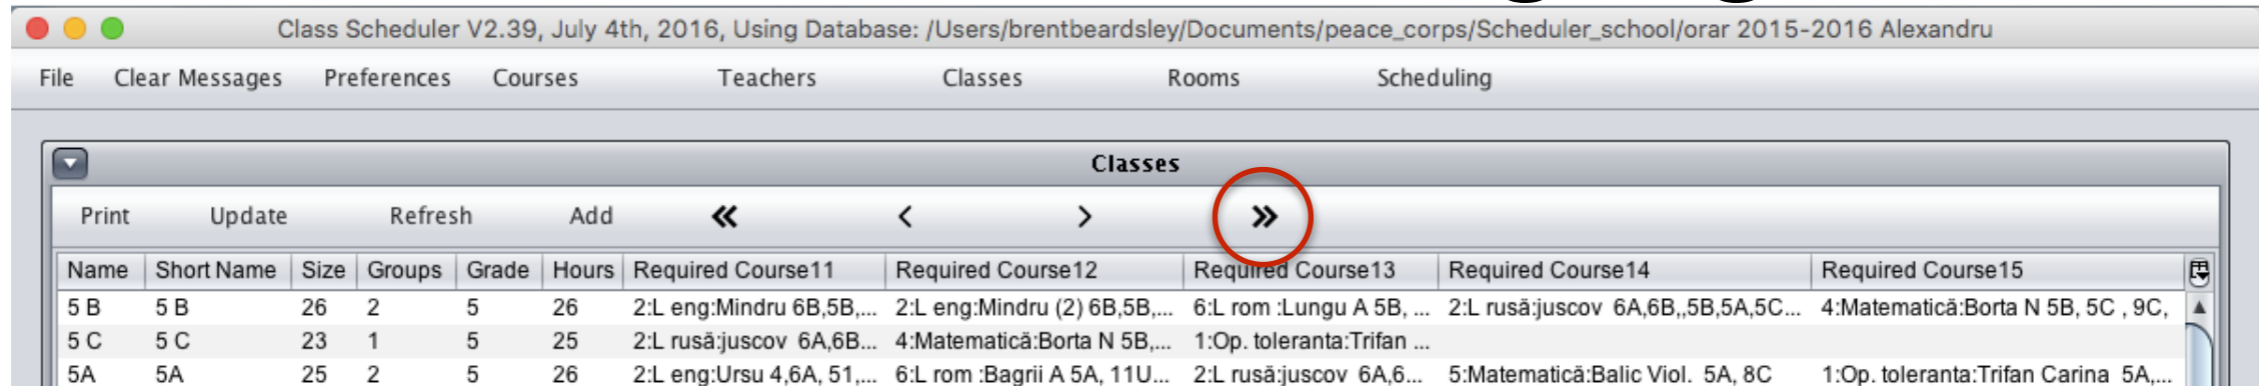 Class Scheduler V2.39, July 4th, 2016, Using Database: /Users/brentbeardsley/Documents/peace_corps/Scheduler_school/orar 2015-2016 Alexandru
File Clear Messages Preferences Courses Teachers Classes Rooms Scheduling
Classes
Print Update Refresh Add « < > »
Name Short Name Size Groups Grade Hours Required Course11 Required Course12 Required Course13 Required Course14 Required Course15
5 B 5 B 26 2 5 26 2:L eng:Mindru 6B,5B,... 2:L eng:Mindru (2) 6B,5B,... 6:L rom :Lungu A 5B, ... 2:L rusă:juscov 6A,6B,,5B,5A,5C... 4:Matematică:Borta N 5B, 5C , 9C,
5 C 5 C 23 1 5 25 2:L rusă:juscov 6A,6B... 4:Matematică:Borta N 5B,... 1:Op. toleranta:Trifan ...
5A 5A 25 2 5 26 2:L eng:Ursu 4,6A, 51,... 6:L rom :Bagrii A 5A, 11U... 2:L rusă:juscov 6A,6... 5:Matematică:Balic Viol. 5A, 8C 1:Op. toleranta:Trifan Carina 5A,...